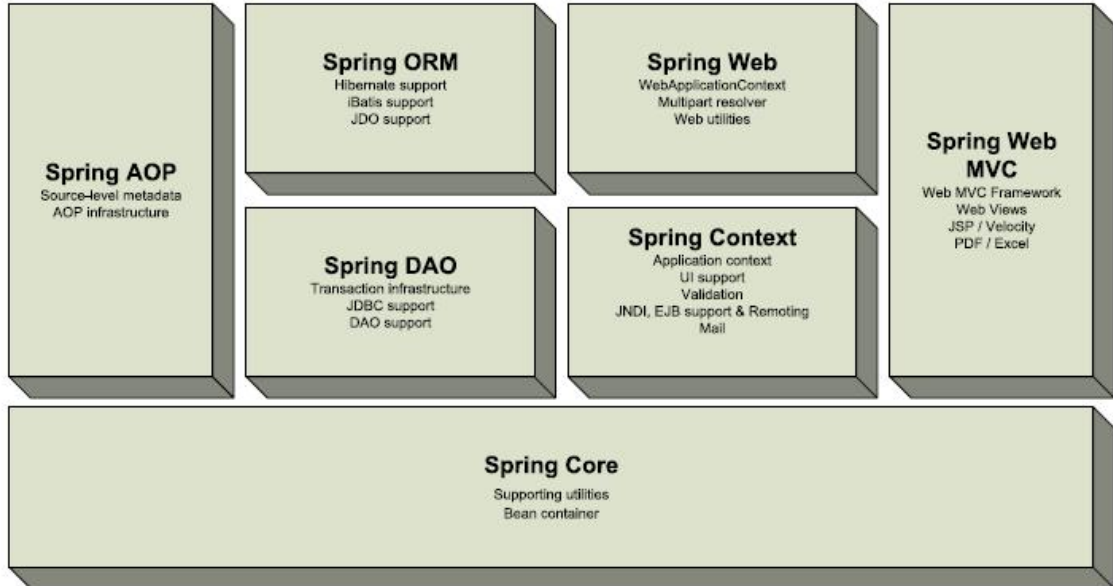 Spring AOP
Source-level metadata
AOP infrastructure
Spring ORM
Hibernate support
iBatis support
JDO support
Spring Web
WebApplicationContext
Multipart resolver
Web utilities
Spring Web
MVC
Web MVC Framework
Web Views
JSP / Velocity
PDF / Excel
Spring DAO
Transaction infrastructure
JDBC support
DAO support
Spring Context
Application context
UI support
Validation
JNDI, EJB support & Remoting
Mail
Spring Core
Supporting utilities
Bean container